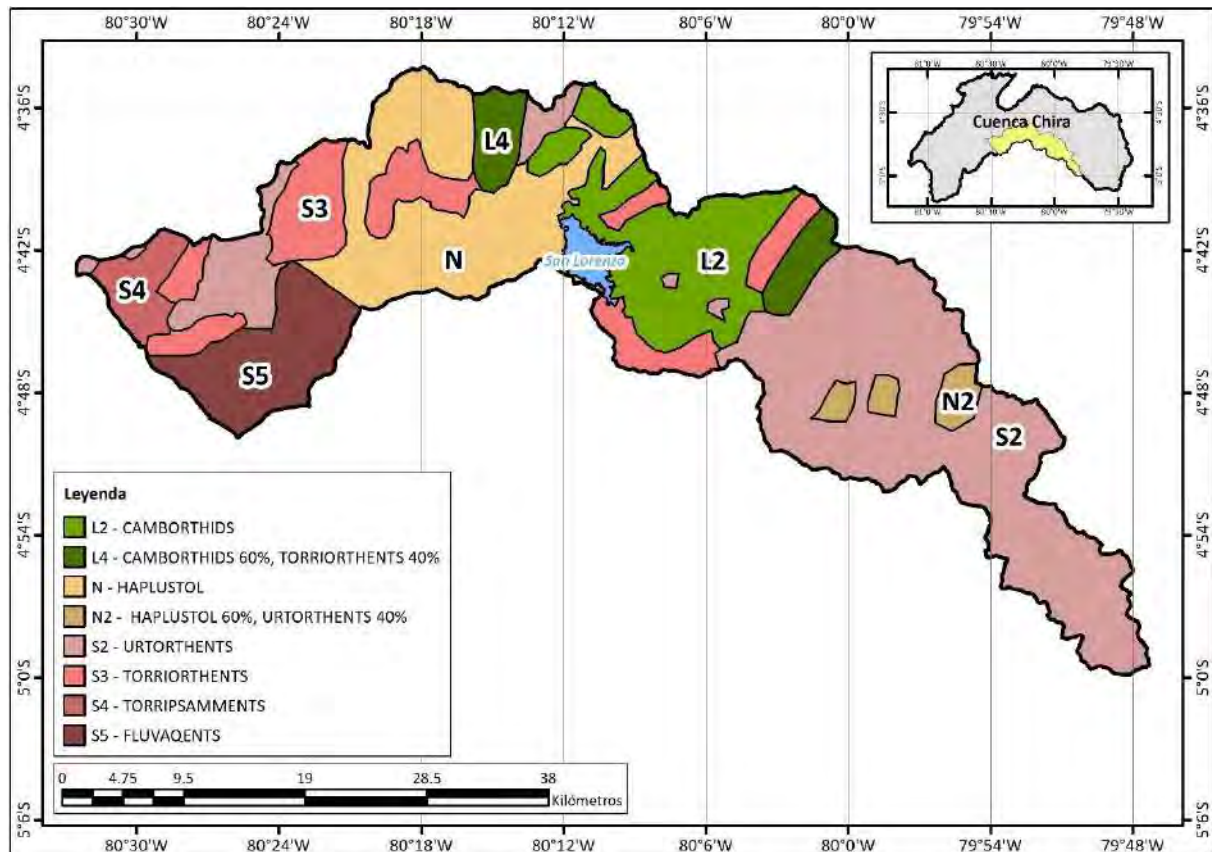 80°30'W 80°24'W 80°18'W 80°12'W 80°6'W 80°0'W 79°54'W 79°48'W
4°36'S 4°36'S
4°42'S 4°42'S
4°48'S 4°48'S
4°54'S 4°54'S
5°0'S 5°0'S
5°6'S 5°6'S
Cuenca Chira
L4
S3
N
San Lorenzo
L2
S4
S5
N2
S2
Leyenda
L2 - CAMBORTHIDS
L4 - CAMBORTHIDS 60%, TORRIORTHENTS 40%
N - HAPLUSTOL
N2 - HAPLUSTOL 60%, URTORTHENTS 40%
S2 - URTORTHENTS
S3 - TORRIORTHENTS
S4 - TORRIPSAMMENTS
S5 - FLUVAQENTS
0 4.75 9.5 19 28.5 38
Kilómetros
80°30'W 80°24'W 80°18'W 80°12'W 80°6'W 80°0'W 79°54'W 79°48'W